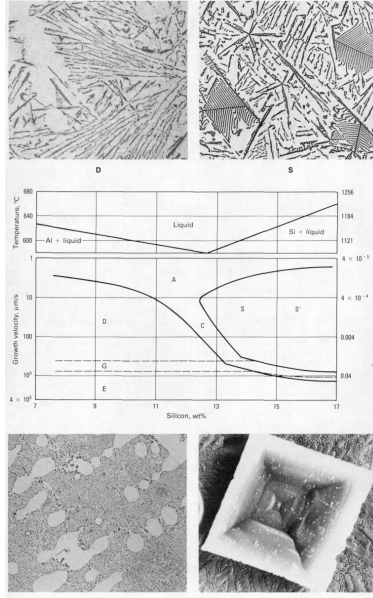 D
S
Temperature, °C
680
640
600
Al + liquid
Liquid
Si + liquid
1256
1184
1121
Growth velocity, μm/s
1
10
100
10³
4 × 10³
A
D
C
S
S'
G
E
4 × 10⁻⁵
4 × 10⁻⁴
0.004
0.04
7
9
11
13
15
17
Silicon, wt%